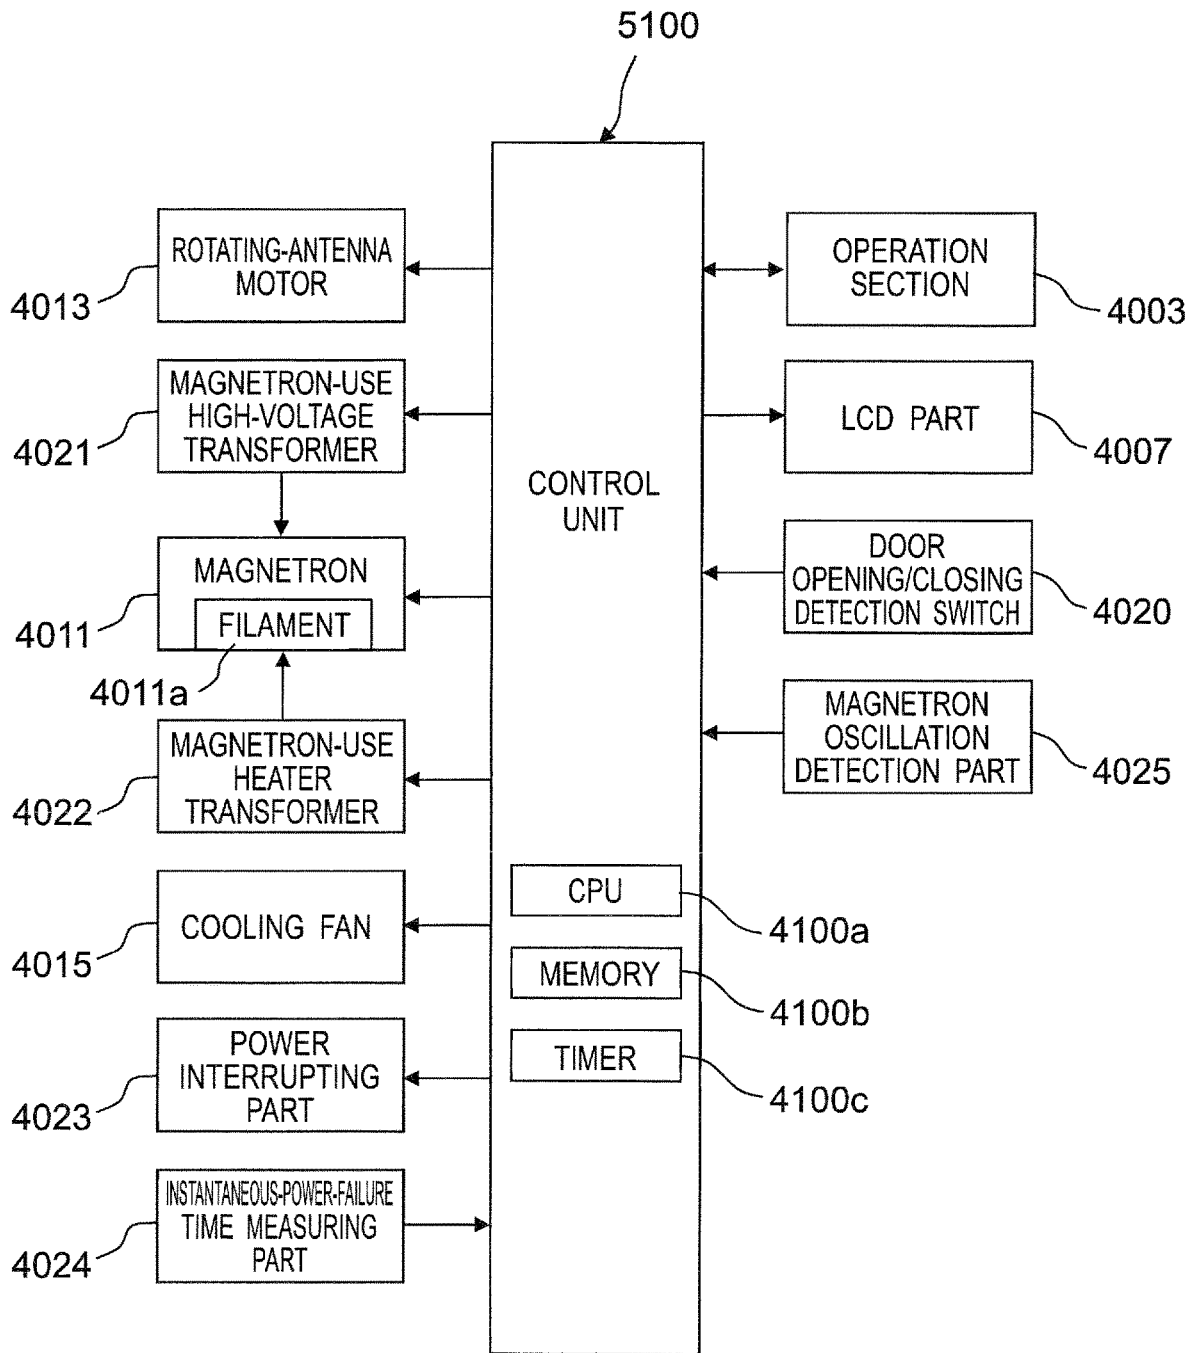 5100
ROTATING-ANTENNA
MOTOR
4013
MAGNETRON-USE
HIGH-VOLTAGE
TRANSFORMER
4021
MAGNETRON
FILAMENT
4011
4011a
MAGNETRON-USE
HEATER
TRANSFORMER
4022
COOLING FAN
4015
POWER
INTERRUPTING
PART
4023
INSTANTANEOUS-POWER-FAILURE
TIME MEASURING
PART
4024
CONTROL
UNIT
CPU
4100a
MEMORY
4100b
TIMER
4100c
OPERATION
SECTION
4003
LCD PART
4007
DOOR
OPENING/CLOSING
DETECTION SWITCH
4020
MAGNETRON
OSCILLATION
DETECTION PART
4025